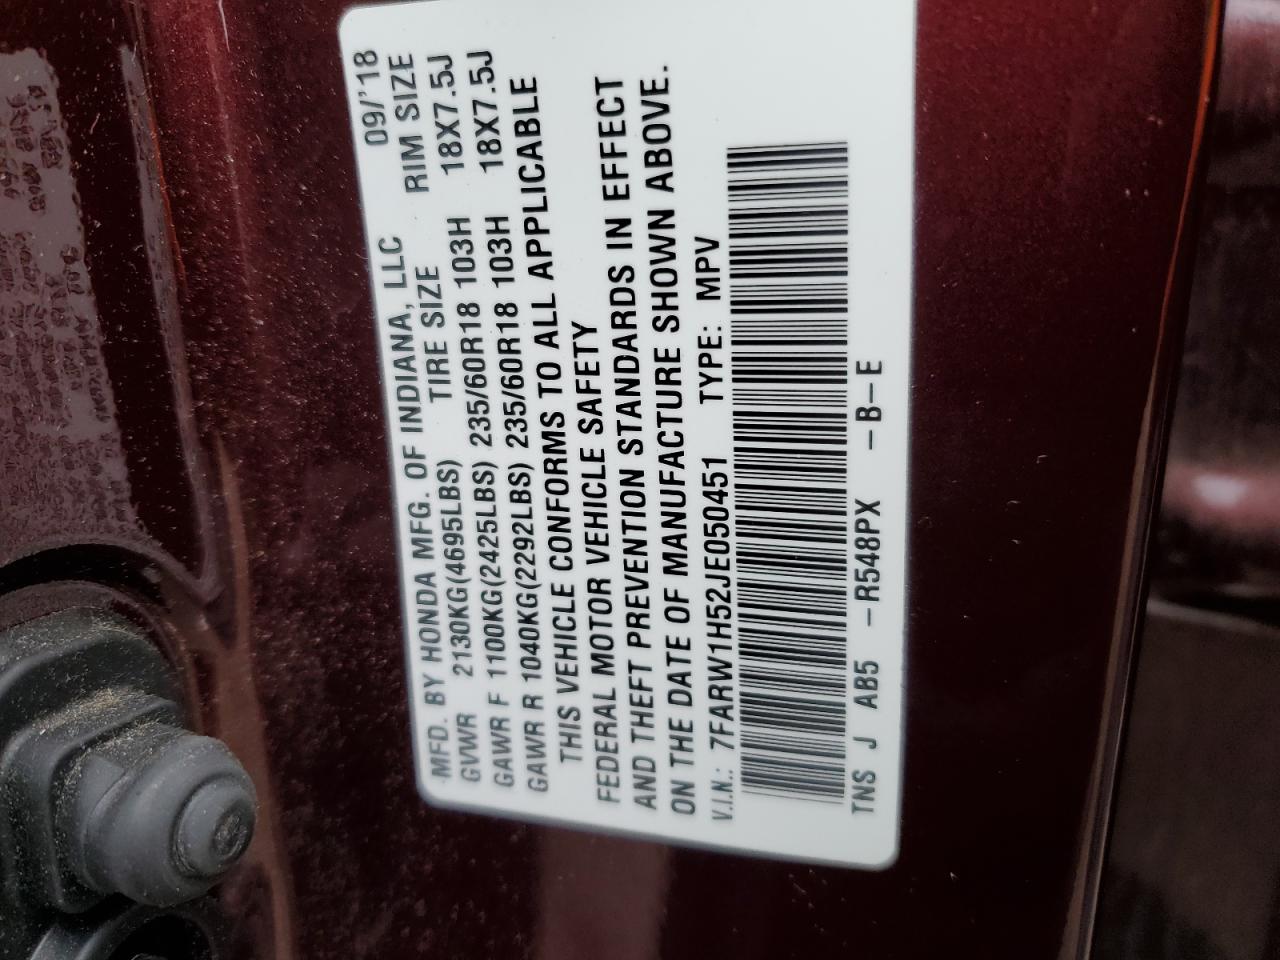 MFD. BY HONDA MFG. OF INDIANA, LLC 09/'18
GVWR 2130KG(4695LBS) TIRE SIZE RIM SIZE
GAWR F 1100KG(2425LBS) 235/60R18 103H 18X7.5J
GAWR R 1040KG(2292LBS) 235/60R18 103H 18X7.5J
THIS VEHICLE CONFORMS TO ALL APPLICABLE
FEDERAL MOTOR VEHICLE SAFETY
AND THEFT PREVENTION STANDARDS IN EFFECT
ON THE DATE OF MANUFACTURE SHOWN ABOVE.
V.I.N.: 7FARW1H52JE050451 TYPE: MPV
TNS J AB5 -R548PX -B-E